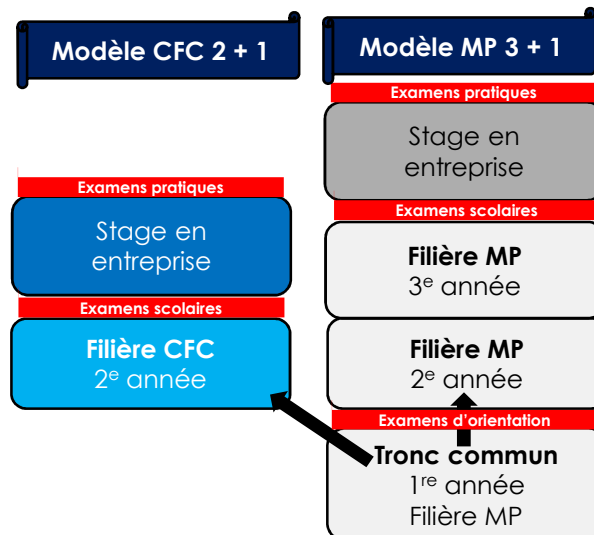 Modèle CFC 2 + 1
Modèle MP 3 + 1
Examens pratiques
Stage en
entreprise
Examens pratiques
Examens scolaires
Stage en
entreprise
Filière MP
3e année
Examens scolaires
Filière CFC
2e année
Filière MP
2e année
Examens d'orientation
Tronc commun
1re année
Filière MP